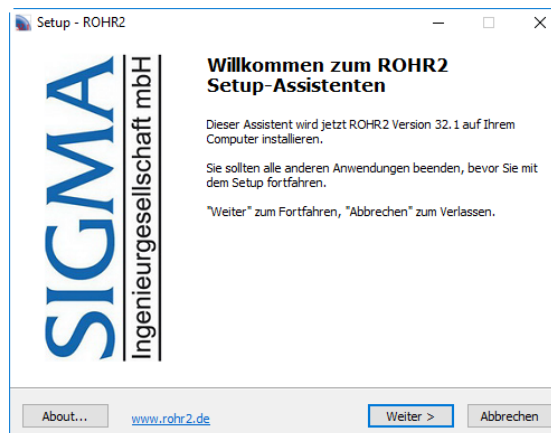 Setup - ROHR2
SIGMA
Ingenieurgesellschaft mbH
Willkommen zum ROHR2
Setup-Assistenten
Dieser Assistent wird jetzt ROHR2 Version 32.1 auf Ihrem
Computer installieren.
Sie sollten alle anderen Anwendungen beenden, bevor Sie mit
dem Setup fortfahren.
"Weiter" zum Fortfahren, "Abbrechen" zum Verlassen.
About...
www.rohr2.de
Weiter >
Abbrechen